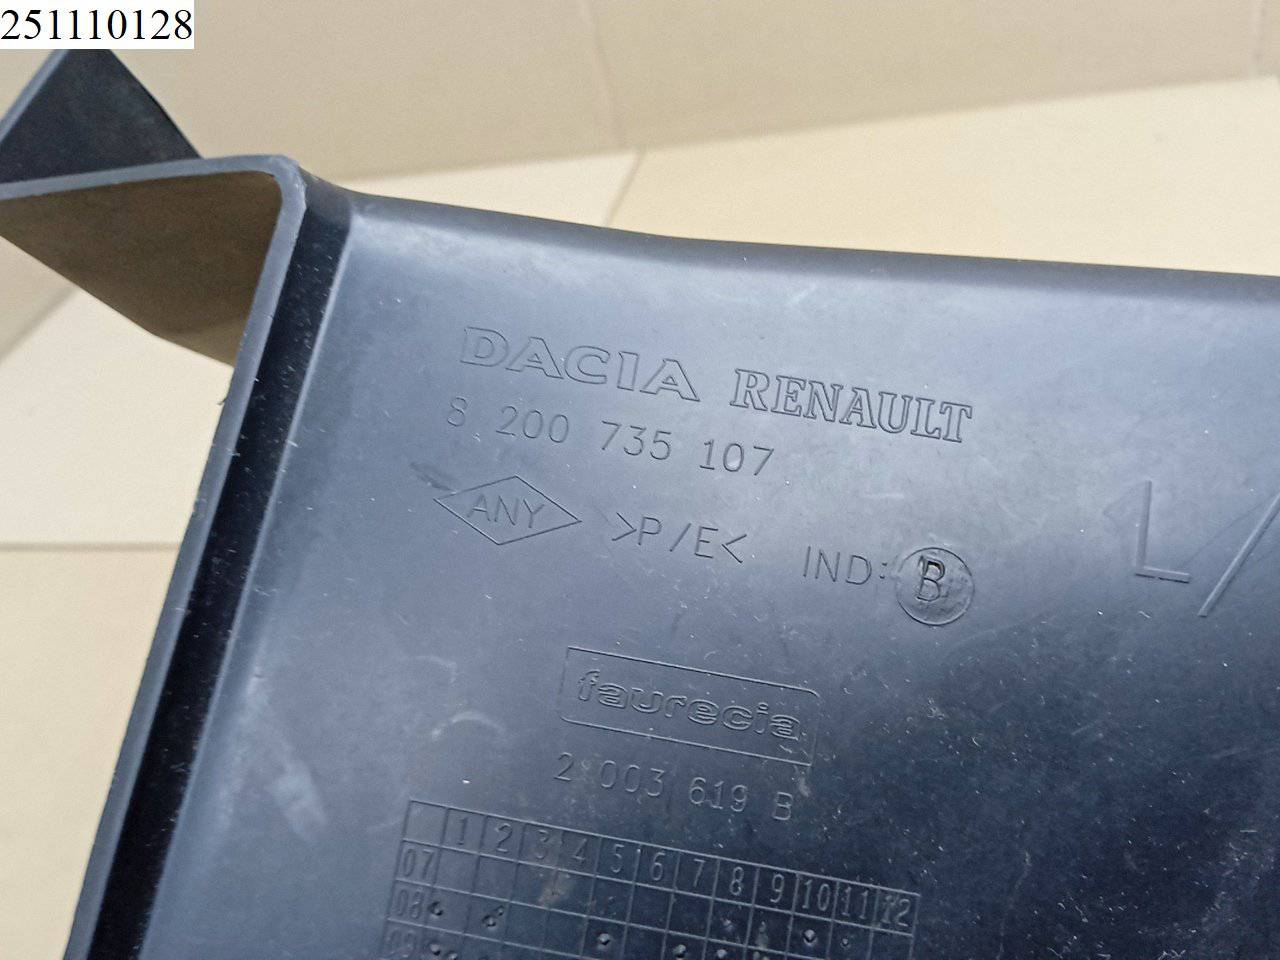 251110128
DACIA RENAULT
8 200 735 107
ANY >P/E< IND: B
L/
faurecia
2 003 619 B
1 2 3 4 5 6 7 8 9 10 11 12
07
08
09